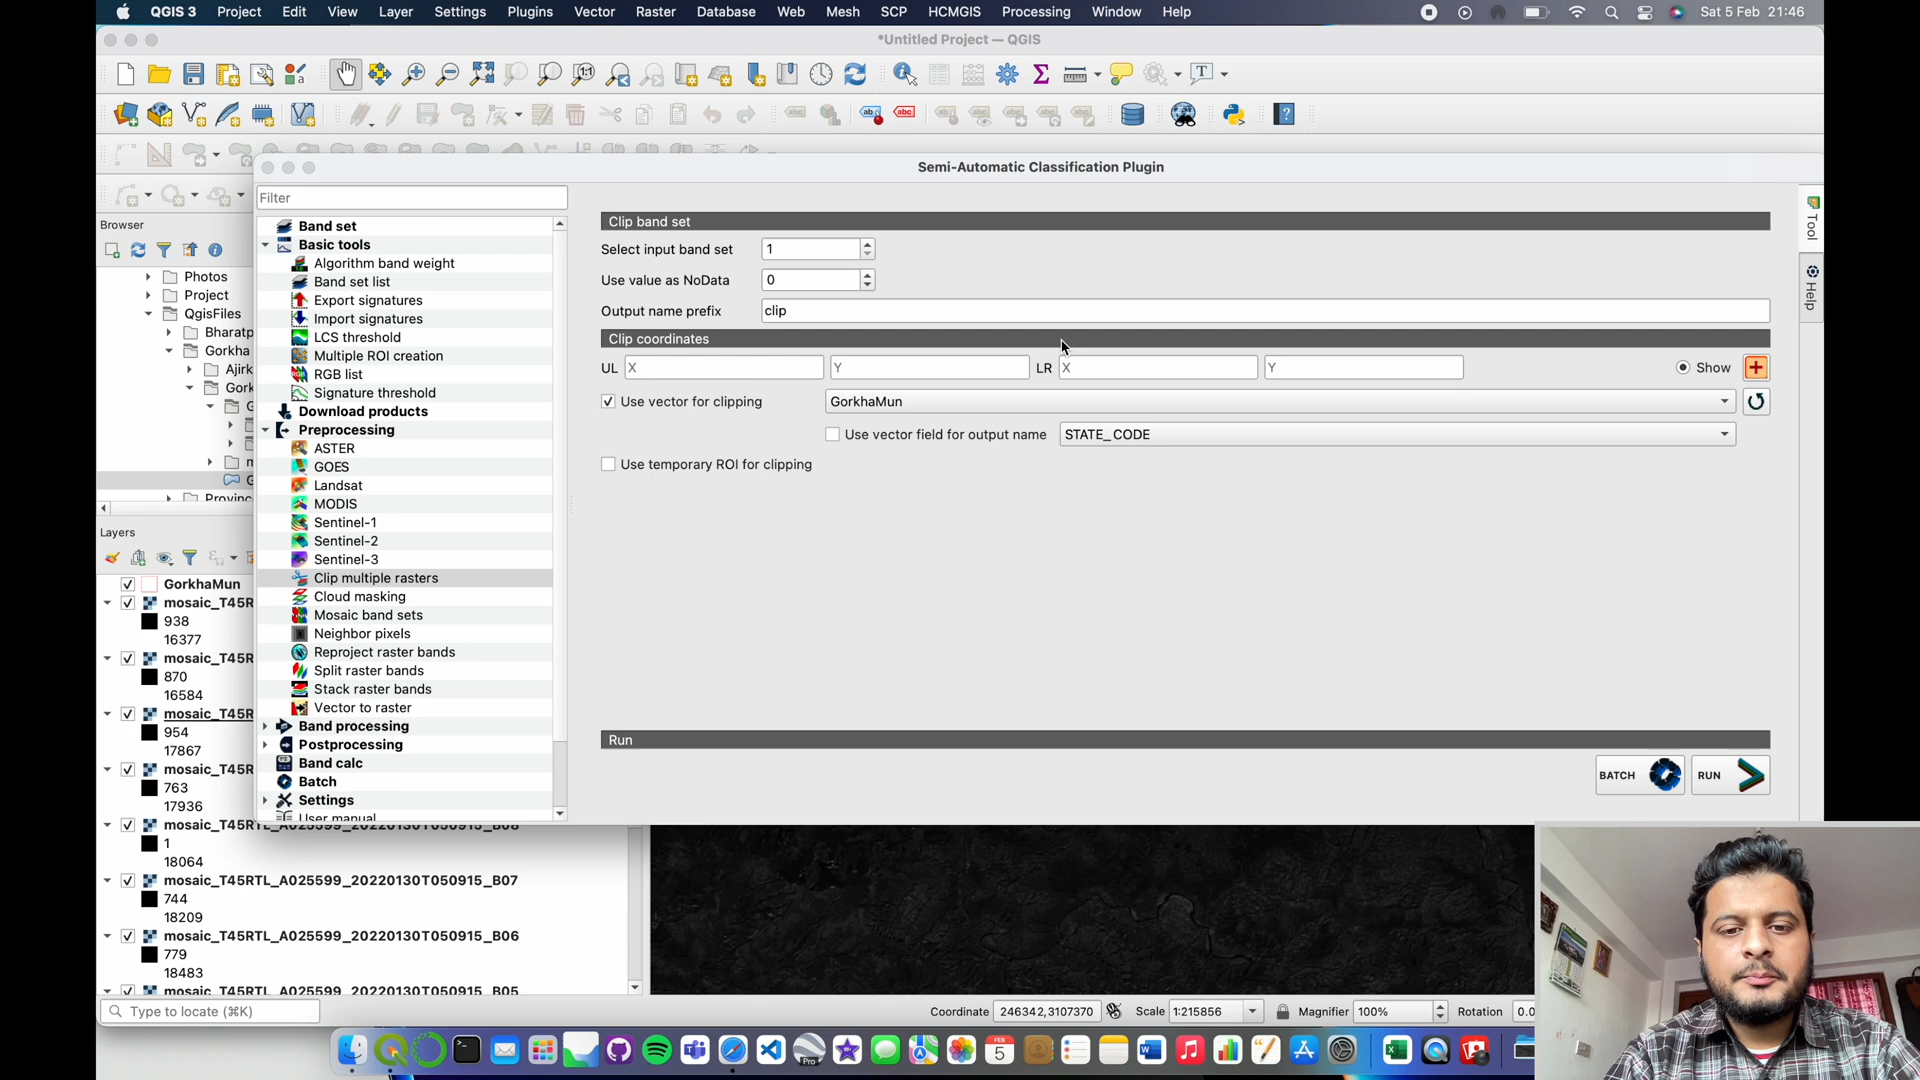 QGIS 3 Project Edit View Layer Settings Plugins Vector Raster Database Web Mesh SCP HCMGIS Processing Window Help Sat 5 Feb 21:46
*Untitled Project — QGIS
Semi-Automatic Classification Plugin
Browser
Photos
Project
QgisFiles
Gorkha
Layers
GorkhaMun
938
16377
870
16584
954
17867
763
17936
1
18064
mosaic_T45RTL_A025599_20220130T050915_B07
744
18209
mosaic_T45RTL_A025599_20220130T050915_B06
779
18483
mosaic_T45RTL_A025599_20220130T050915_B05
Type to locate (⌘K)
Filter
Band set
Basic tools
Algorithm band weight
Band set list
Export signatures
Import signatures
LCS threshold
Multiple ROI creation
RGB list
Signature threshold
Download products
Preprocessing
ASTER
GOES
Landsat
MODIS
Sentinel-1
Sentinel-2
Sentinel-3
Clip multiple rasters
Cloud masking
Mosaic band sets
Neighbor pixels
Reproject raster bands
Split raster bands
Stack raster bands
Vector to raster
Band processing
Postprocessing
Band calc
Batch
Settings
User manual
Clip band set
Select input band set 1
Use value as NoData 0
Output name prefix clip
Clip coordinates
UL X Y LR X Y Show
Use vector for clipping GorkhaMun
Use vector field for output name STATE_CODE
Use temporary ROI for clipping
Run
BATCH RUN
Tool
Help
Coordinate 246342,3107370 Scale 1:215856 Magnifier 100% Rotation 0.0